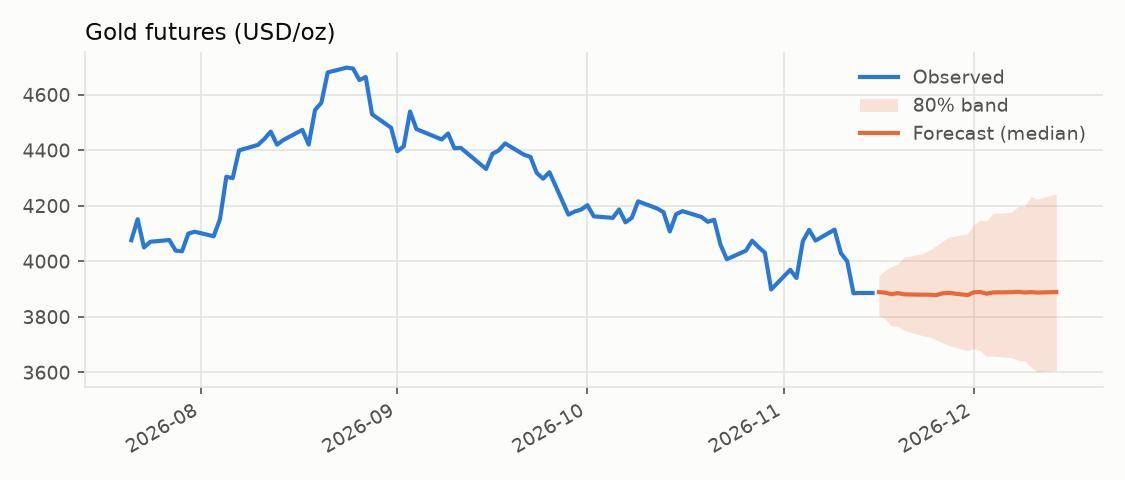 Gold futures (USD/oz)
Observed
80% band
Forecast (median)
4600
4400
4200
4000
3800
3600
2026-08
2026-09
2026-10
2026-11
2026-12